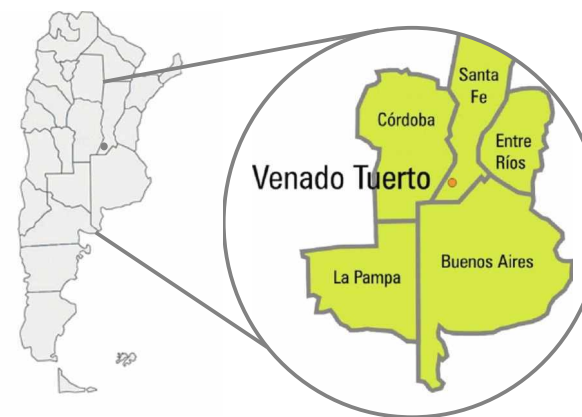 Santa
Fe
Córdoba
Entre
Ríos
Venado Tuerto
La Pampa
Buenos Aires